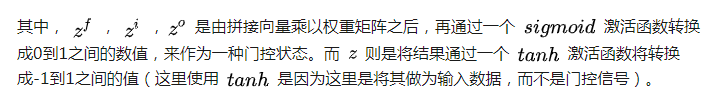 其中， z^f ， z^i ， z^o 是由拼接向量乘以权重矩阵之后，再通过一个 sigmoid 激活函数转换
成0到1之间的数值，来作为一种门控状态。而 z 则是将结果通过一个 tanh 激活函数将转换
成-1到1之间的值（这里使用 tanh 是因为这里是将其做为输入数据，而不是门控信号）。